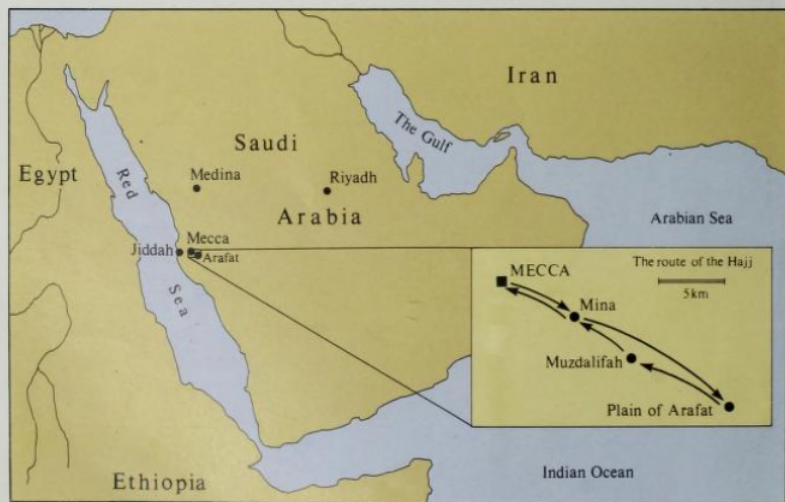 Iran
The Gulf
Saudi
Egypt
Red
Medina
Riyadh
Arabia
Arabian Sea
Jiddah
Mecca
Arafat
Sea
The route of the Hajj
5km
MECCA
Mina
Muzdalifah
Plain of Arafat
Ethiopia
Indian Ocean